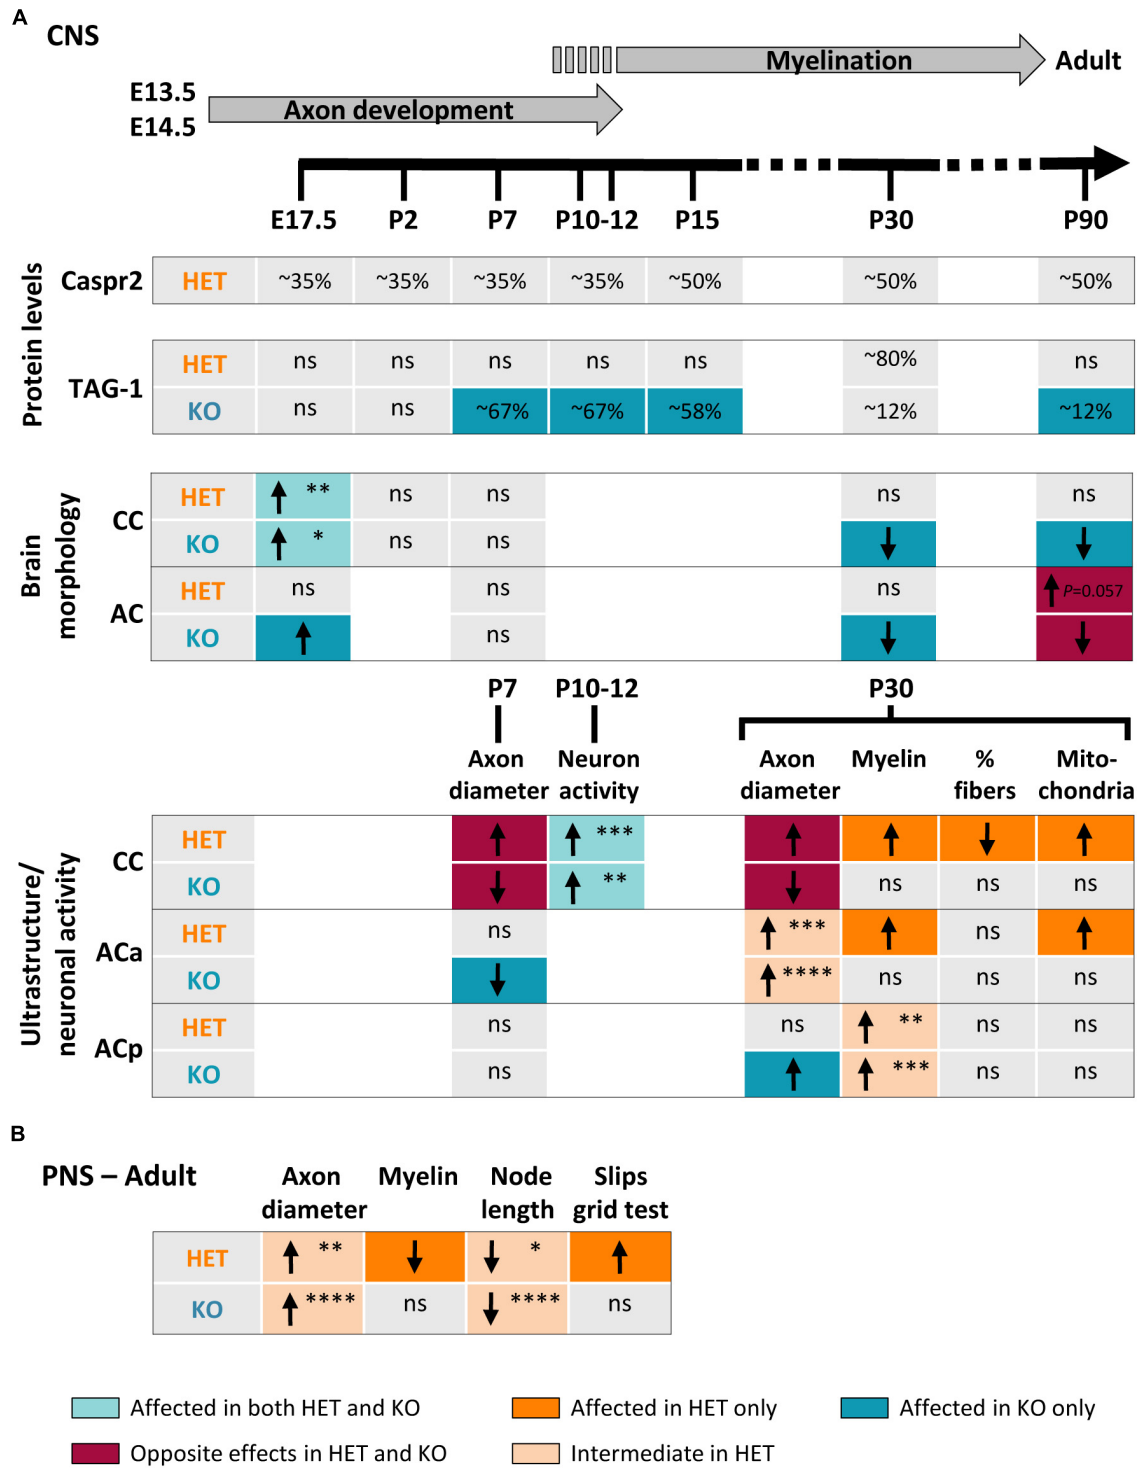 A
CNS
Myelination
Adult
E13.5
E14.5
Axon development
E17.5 P2 P7 P10-12 P15 P30 P90
Protein levels
Caspr2 HET ~35% ~35% ~35% ~35% ~50% ~50% ~50%
TAG-1
HET ns ns ns ns ns ~80% ns
KO ns ns ~67% ~67% ~58% ~12% ~12%
Brain
morphology
CC
HET ** ns ns ns ns
KO * ns ns
AC
HET ns ns ns P=0.057
KO ns
P7 P10-12 P30
Axon Neuron Axon Myelin % Mito-
diameter activity diameter fibers chondria
Ultrastructure/
neuronal activity
CC
HET ***
KO ** ns ns ns
ACa
HET ns *** ns
KO **** ns ns ns
ACp
HET ns ns ** ns ns
KO ns *** ns ns
B
PNS – Adult
Axon Myelin Node Slips
diameter length grid test
HET ** *
KO **** ns **** ns
Affected in both HET and KO
Affected in HET only
Affected in KO only
Opposite effects in HET and KO
Intermediate in HET